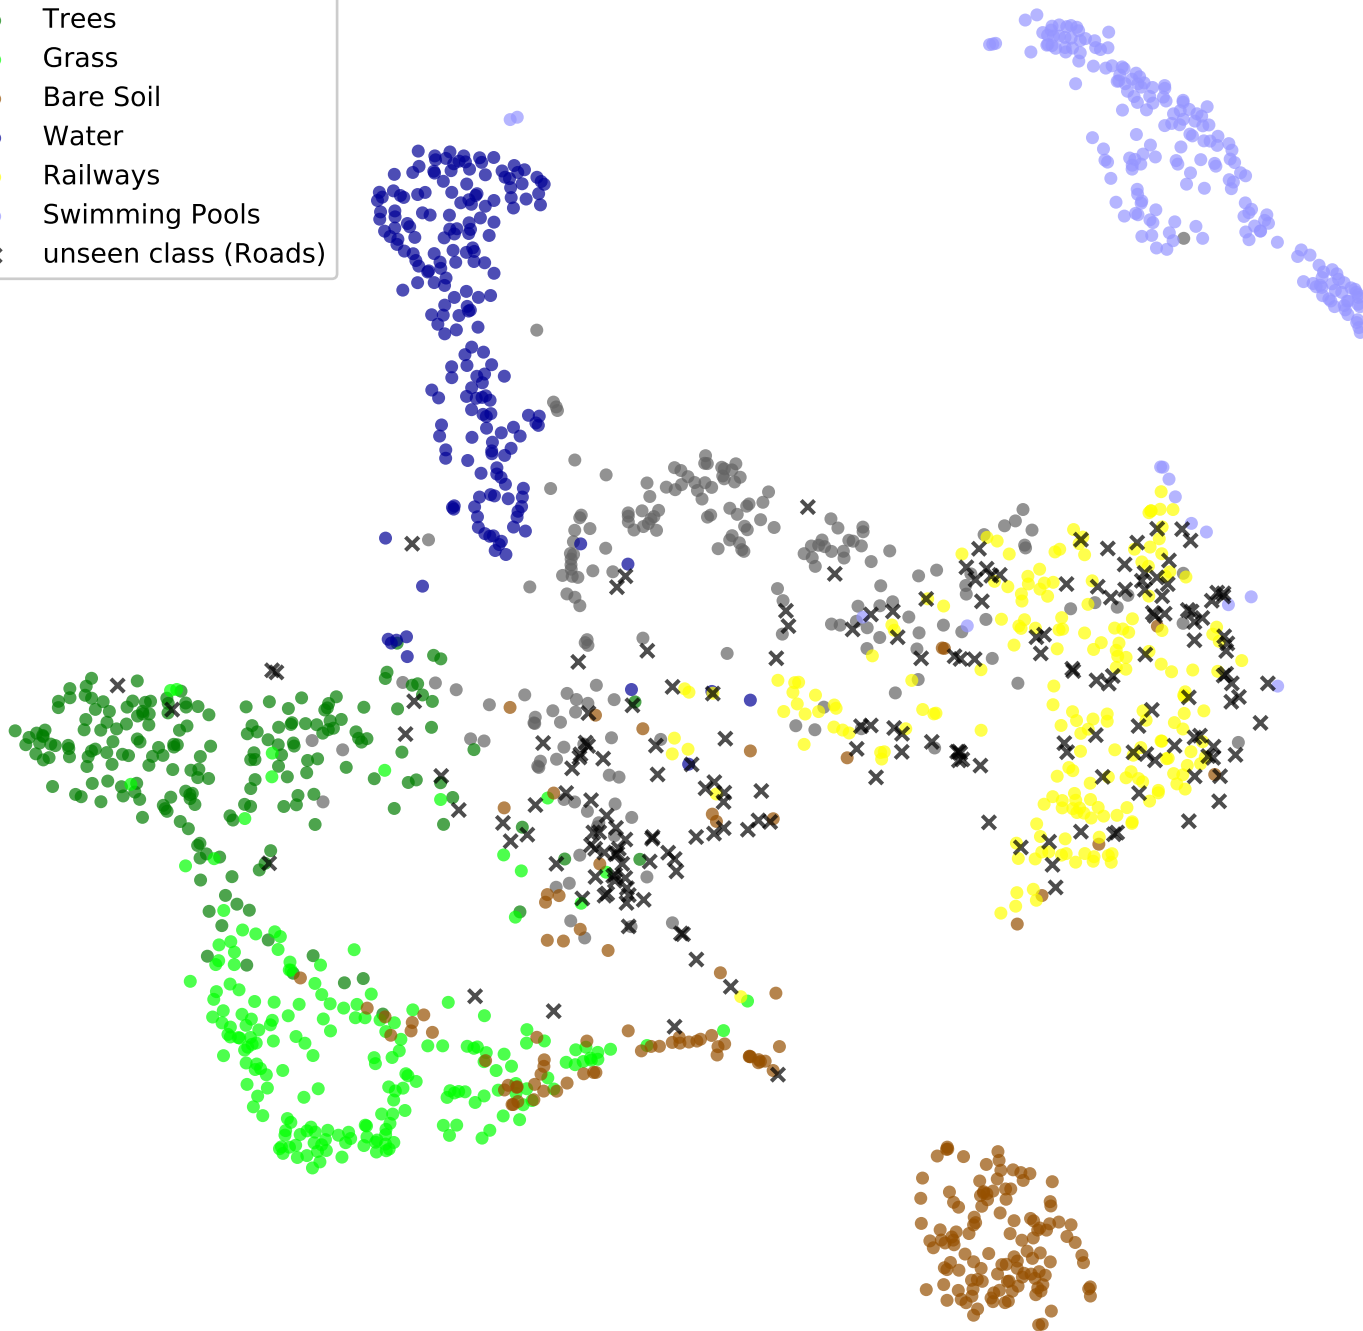 Trees
Grass
Bare Soil
Water
Railways
Swimming Pools
unseen class (Roads)